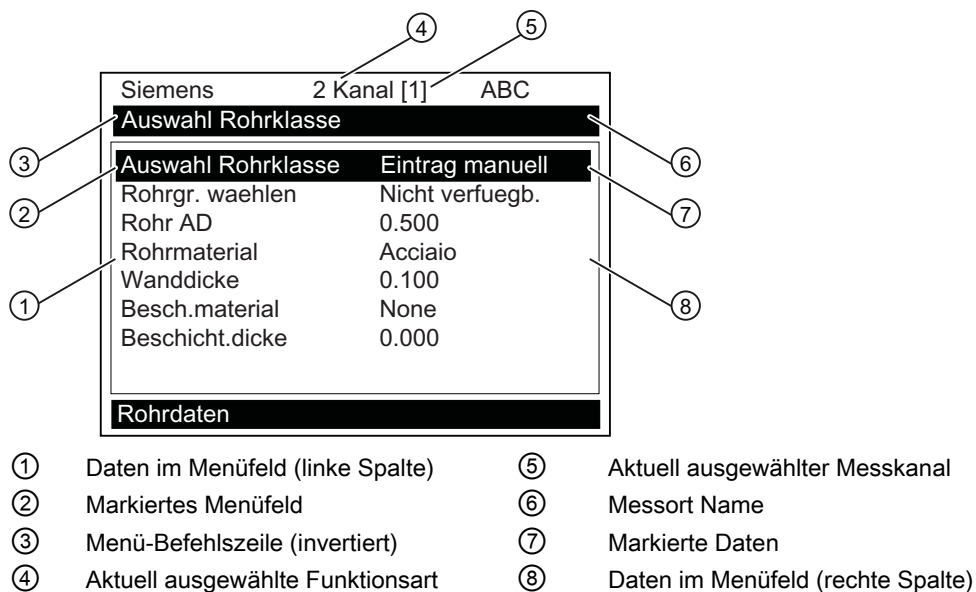 ④ ⑤
Siemens 2 Kanal [1] ABC
Auswahl Rohrklasse
③ ⑥
Auswahl Rohrklasse Eintrag manuell
② ⑦
Rohrgr. waehlen Nicht verfuegb.
Rohr AD 0.500
Rohrmaterial Acciaio
Wanddicke 0.100
① ⑧
Besch.material None
Beschicht.dicke 0.000
Rohrdaten
① Daten im Menüfeld (linke Spalte) ⑤ Aktuell ausgewählter Messkanal
② Markiertes Menüfeld ⑥ Messort Name
③ Menü-Befehlszeile (invertiert) ⑦ Markierte Daten
④ Aktuell ausgewählte Funktionsart ⑧ Daten im Menüfeld (rechte Spalte)